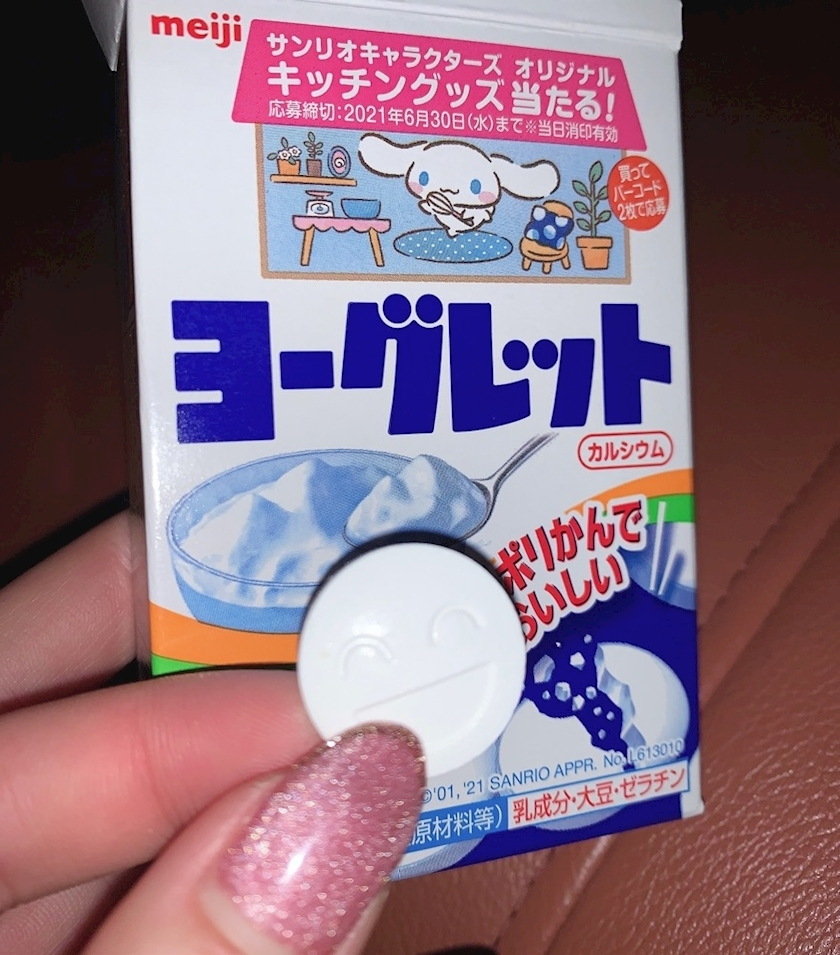 meiji
サンリオキャラクターズ オリジナル
キッチングッズ 当たる!
応募締切:2021年6月30日(水)まで※当日消印有効
買って
バーコード
2枚で応募
ヨーグレット
カルシウム
ポリかんで
おいしい
©'01,'21 SANRIO APPR. No. L613010
原材料等) 乳成分・大豆・ゼラチン